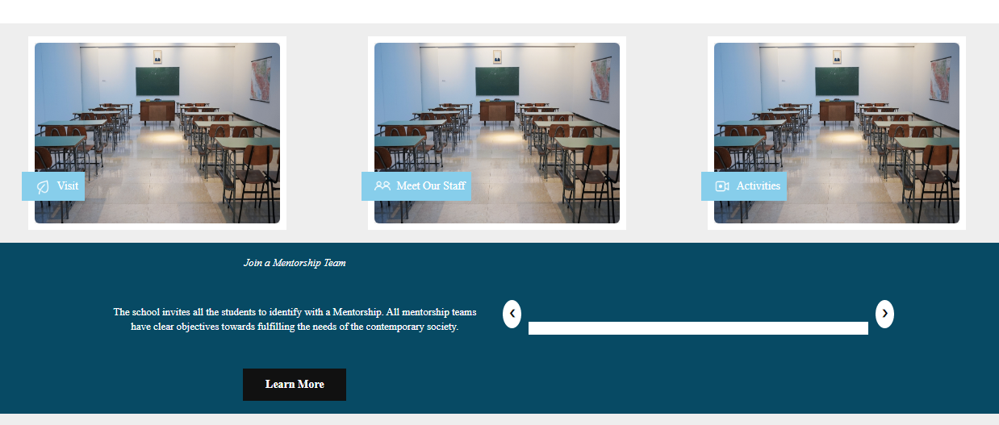 Visit
Meet Our Staff
Activities
Join a Mentorship Team
The school invites all the students to identify with a Mentorship. All mentorship teams
have clear objectives towards fulfilling the needs of the contemporary society.
Learn More